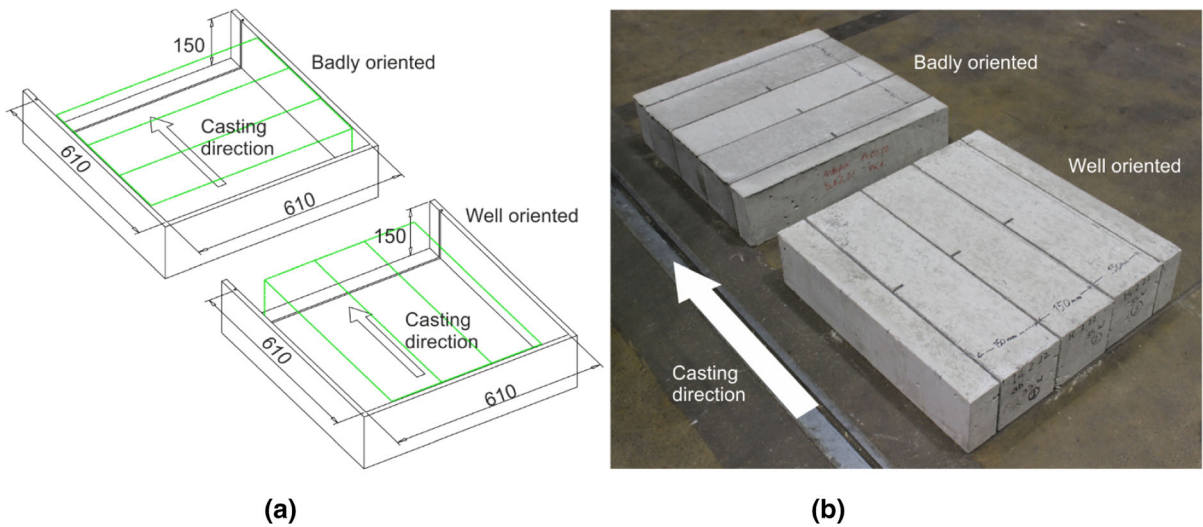 150
Badly oriented
Casting
direction
610
610
Well oriented
150
Casting
direction
610
610
(a)
Badly oriented
Well oriented
150mm
Casting
direction
(b)